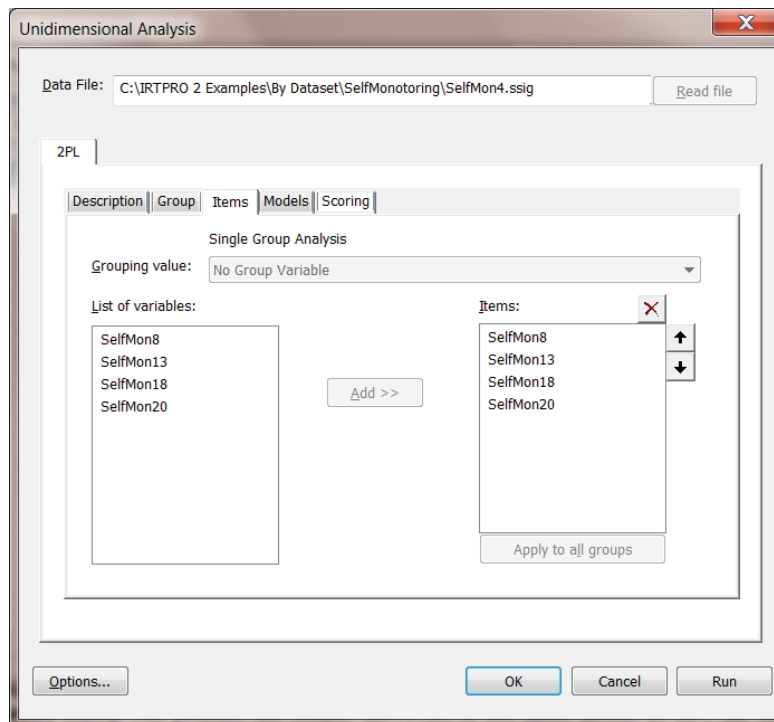 Unidimensional Analysis
Data File: C:\IRTPRO 2 Examples\By Dataset\SelfMonotoring\SelfMon4.ssig Read file
2PL
Description Group Items Models Scoring
Single Group Analysis
Grouping value: No Group Variable
List of variables: Items:
SelfMon8
SelfMon13
SelfMon18
SelfMon20
Add >>
SelfMon8
SelfMon13
SelfMon18
SelfMon20
Apply to all groups
Options... OK Cancel Run